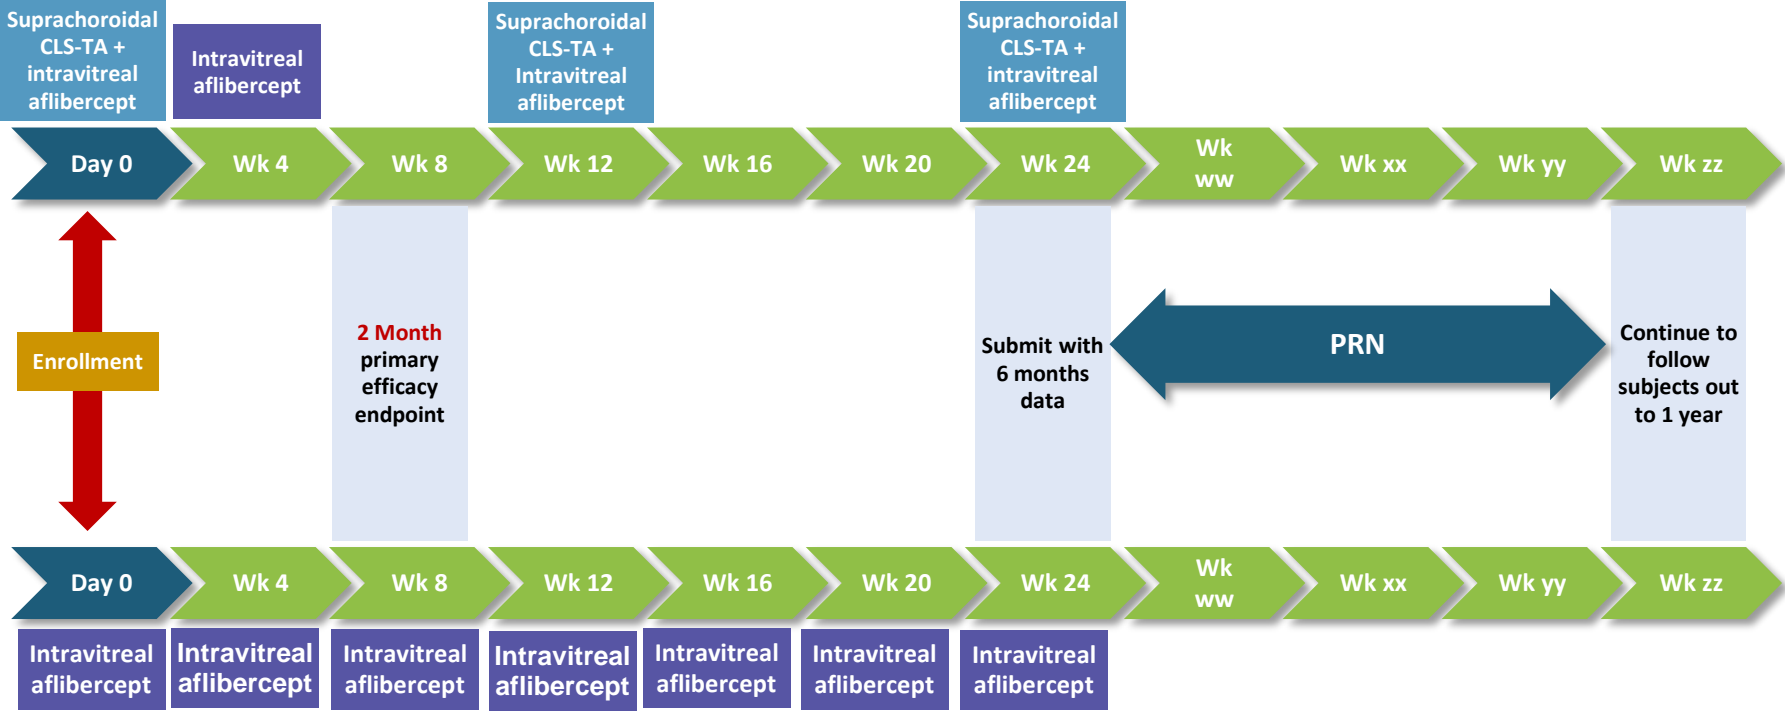 Suprachoroidal
CLS-TA +
intravitreal
aflibercept
Intravitreal
aflibercept
Suprachoroidal
CLS-TA +
Intravitreal
aflibercept
Suprachoroidal
CLS-TA +
intravitreal
aflibercept
Day 0
Wk 4
Wk 8
Wk 12
Wk 16
Wk 20
Wk 24
Wk
ww
Wk xx
Wk yy
Wk zz
Enrollment
2 Month
primary
efficacy
endpoint
Submit with
6 months
data
PRN
Continue to
follow
subjects out
to 1 year
Day 0
Wk 4
Wk 8
Wk 12
Wk 16
Wk 20
Wk 24
Wk
ww
Wk xx
Wk yy
Wk zz
Intravitreal
aflibercept
Intravitreal
aflibercept
Intravitreal
aflibercept
Intravitreal
aflibercept
Intravitreal
aflibercept
Intravitreal
aflibercept
Intravitreal
aflibercept